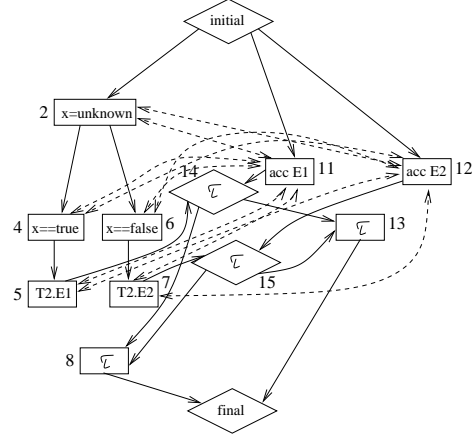 initial
2 x=unknown
14 acc E1 11 acc E2 12
τ
4 x==true x==false 6 τ 13
τ
5 T2.E1 T2.E2 7 15
8 τ
final